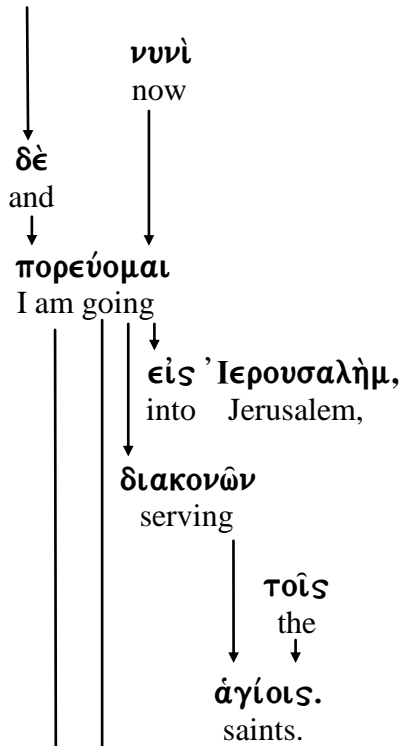 νυνὶ
now
δὲ
and
πορεύομαι
I am going
εἰς Ἰερουσαλὴμ,
into Jerusalem,
διακονῶν
serving
τοῖς
the
ἁγίοις.
saints.